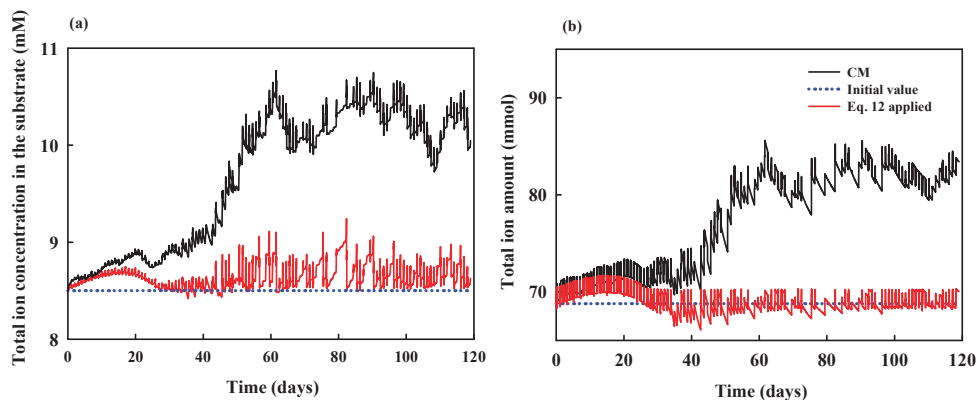 (a)
Total ion concentration in the substrate (mM)
11
10
9
8
0 20 40 60 80 100 120
Time (days)
(b)
Total ion amount (mmol)
90
80
70
60
CM
Initial value
Eq. 12 applied
0 20 40 60 80 100 120
Time (days)